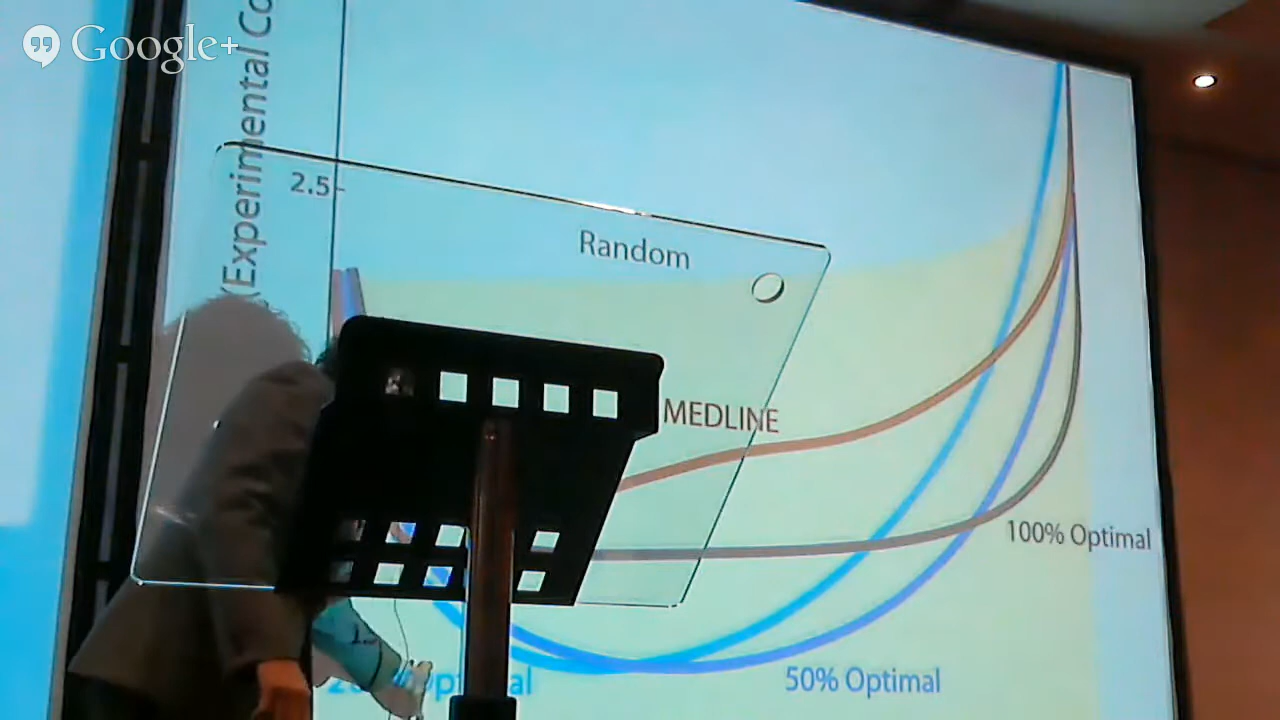 Google+
(Experimental Co
2.5
Random
MEDLINE
100% Optimal
50% Optimal